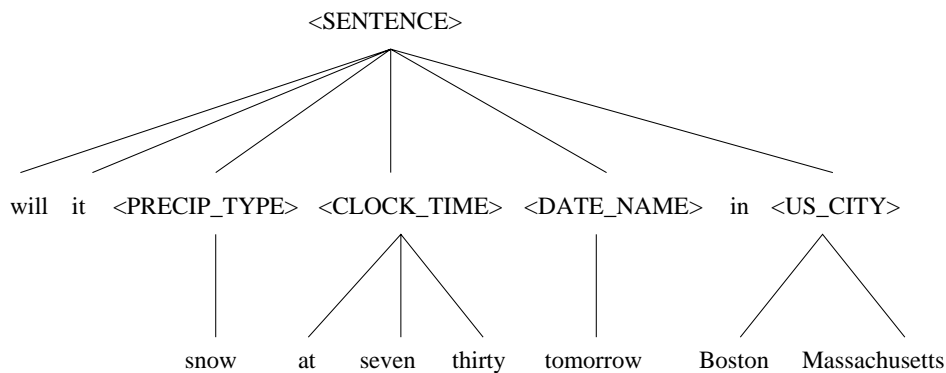 <SENTENCE>
will it <PRECIP_TYPE> <CLOCK_TIME> <DATE_NAME> in <US_CITY>
snow at seven thirty tomorrow Boston Massachusetts